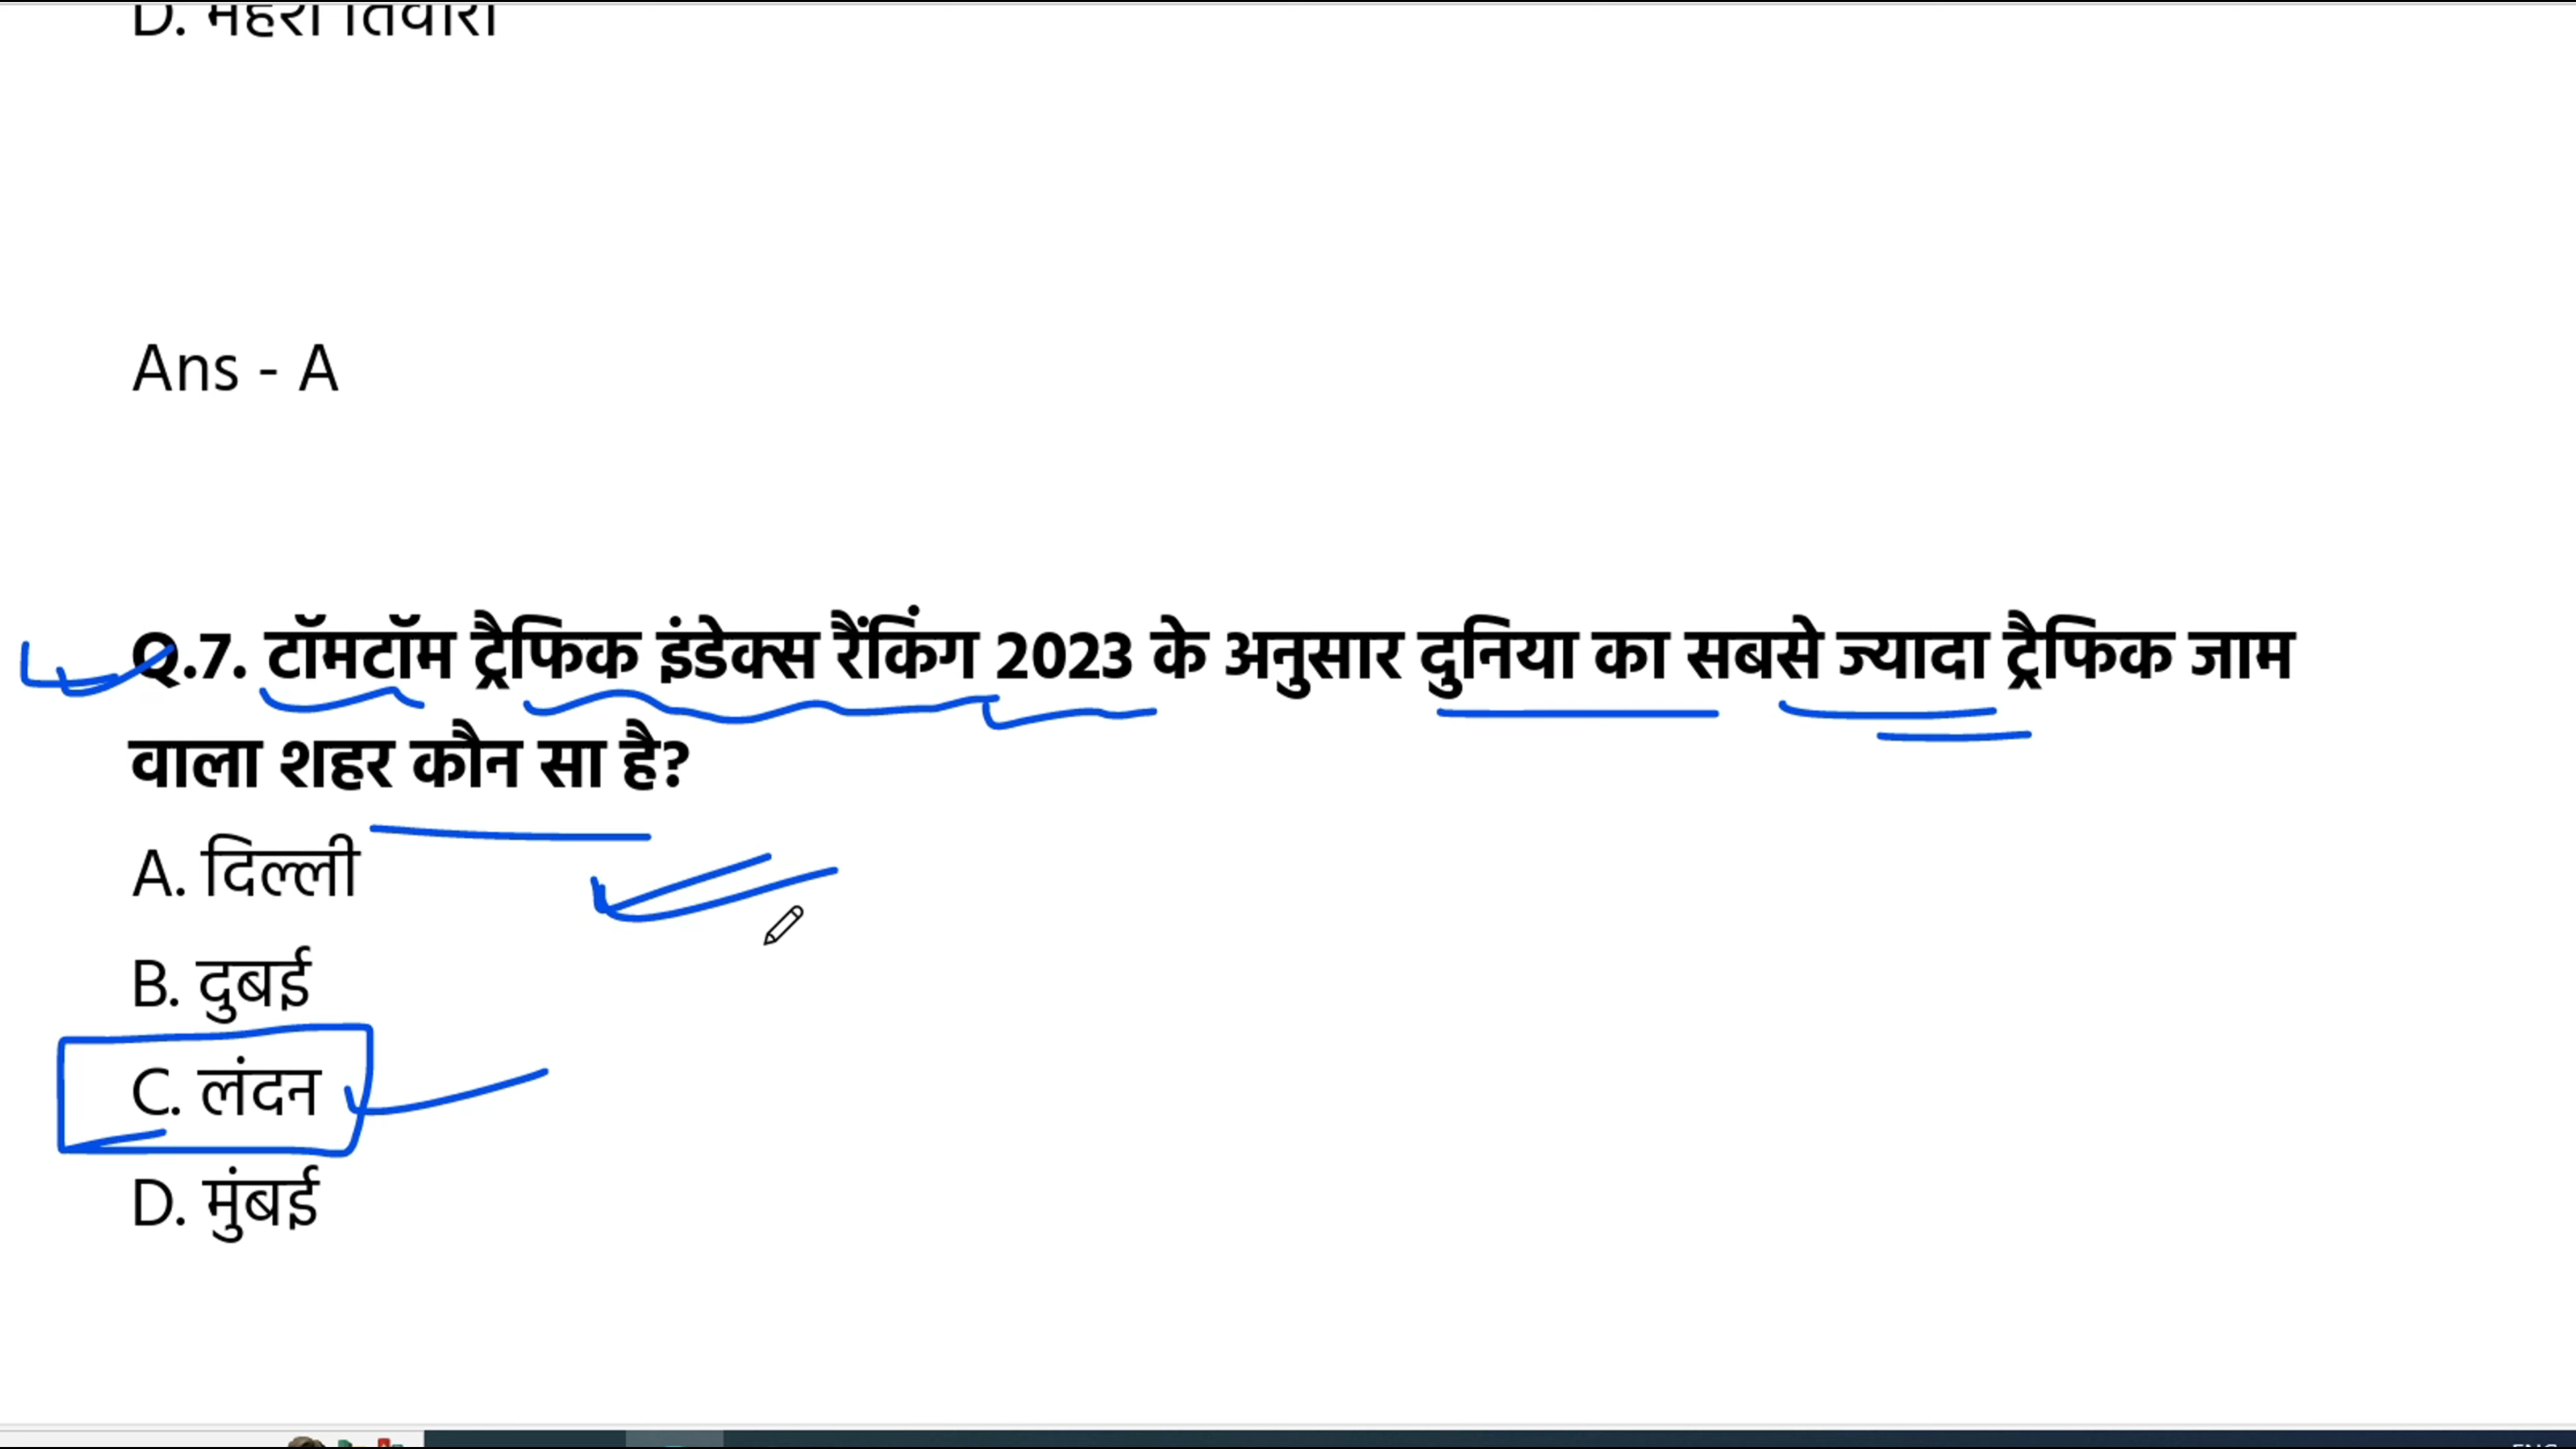 D.
Ans - A
Q.7. टॉमटॉम ट्रैफिक इंडेक्स रैंकिंग 2023 के अनुसार दुनिया का सबसे ज्यादा ट्रैफिक जाम
वाला शहर कौन सा है?
A. दिल्ली
B. दुबई
C. लंदन
D. मुंबई